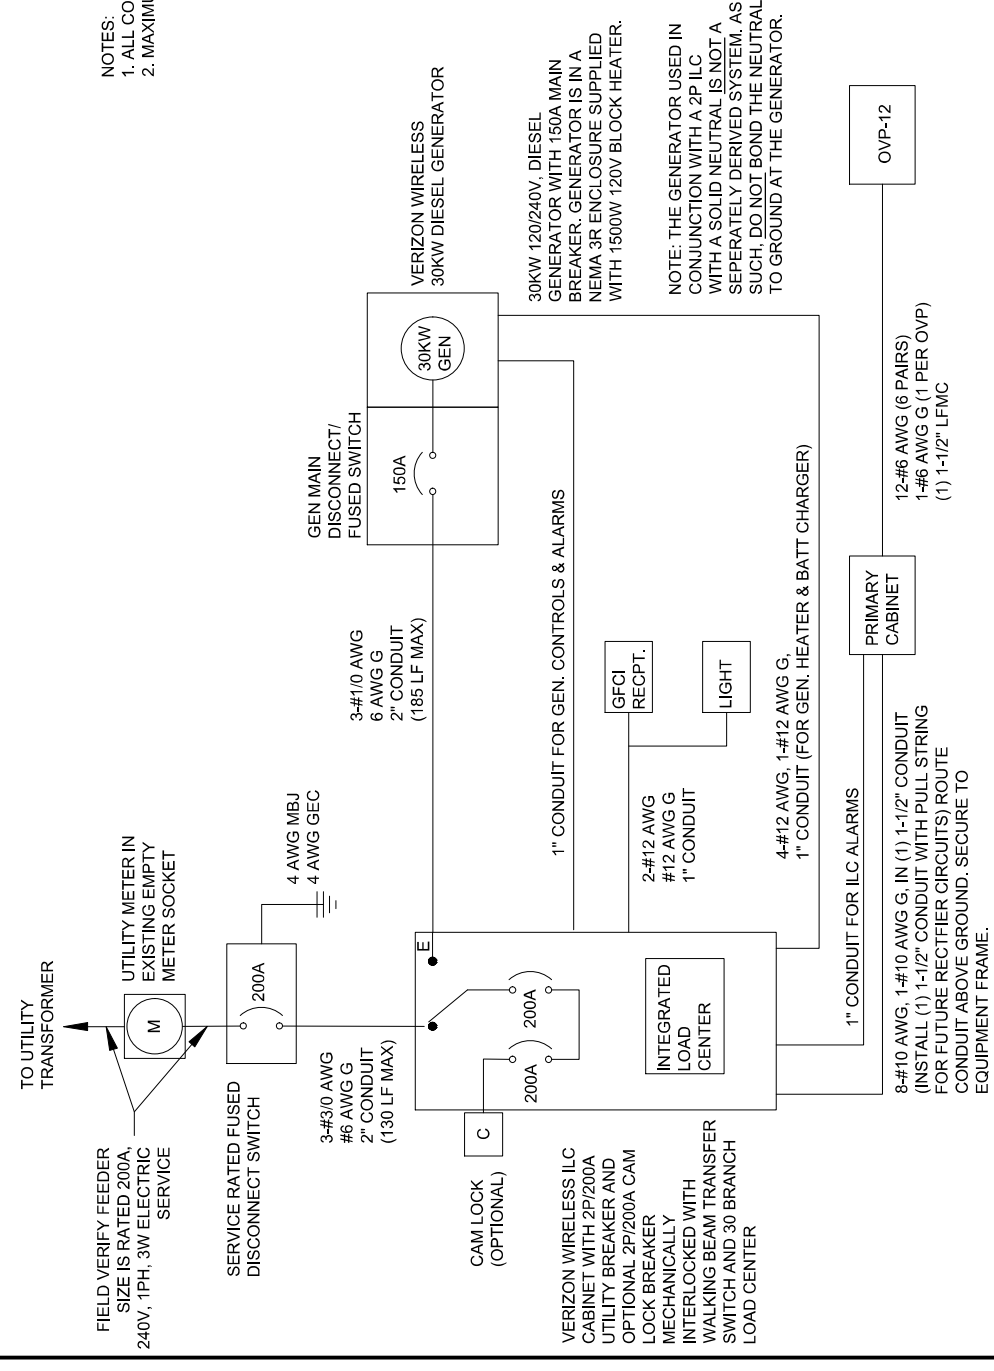 NOTES:
1. ALL CO
2. MAXIMU
TO UTILITY
TRANSFORMER
FIELD VERIFY FEEDER
SIZE IS RATED 200A,
240V, 1PH, 3W ELECTRIC
SERVICE
UTILITY METER IN
EXISTING EMPTY
METER SOCKET
M
SERVICE RATED FUSED
DISCONNECT SWITCH
200A
4 AWG MBJ
4 AWG GEC
3-#3/0 AWG
#6 AWG G
2" CONDUIT
(130 LF MAX)
3-#1/0 AWG
6 AWG G
2" CONDUIT
(185 LF MAX)
GEN MAIN
DISCONNECT/
FUSED SWITCH
150A
30KW
GEN
VERIZON WIRELESS
30KW DIESEL GENERATOR
30KW 120/240V, DIESEL
GENERATOR WITH 150A MAIN
BREAKER. GENERATOR IS IN A
NEMA 3R ENCLOSURE SUPPLIED
WITH 1500W 120V BLOCK HEATER.
NOTE: THE GENERATOR USED IN
CONJUNCTION WITH A 2P ILC
WITH A SOLID NEUTRAL IS NOT A
SEPERATELY DERIVED SYSTEM. AS
SUCH, DO NOT BOND THE NEUTRAL
TO GROUND AT THE GENERATOR.
CAM LOCK
(OPTIONAL)
C
E
200A
200A
INTEGRATED
LOAD
CENTER
VERIZON WIRELESS ILC
CABINET WITH 2P/200A
UTILITY BREAKER AND
OPTIONAL 2P/200A CAM
LOCK BREAKER
MECHANICALLY
INTERLOCKED WITH
WALKING BEAM TRANSFER
SWITCH AND 30 BRANCH
LOAD CENTER
1" CONDUIT FOR GEN. CONTROLS & ALARMS
GFCI
RECPT.
LIGHT
2-#12 AWG
#12 AWG G
1" CONDUIT
4-#12 AWG, 1-#12 AWG G,
1" CONDUIT (FOR GEN. HEATER & BATT CHARGER)
1" CONDUIT FOR ILC ALARMS
8-#10 AWG, 1-#10 AWG G, IN (1) 1-1/2" CONDUIT
(INSTALL (1) 1-1/2" CONDUIT WITH PULL STRING
FOR FUTURE RECTFIER CIRCUITS) ROUTE
CONDUIT ABOVE GROUND. SECURE TO
EQUIPMENT FRAME.
PRIMARY
CABINET
12-#6 AWG (6 PAIRS)
1-#6 AWG G (1 PER OVP)
(1) 1-1/2" LFMC
OVP-12